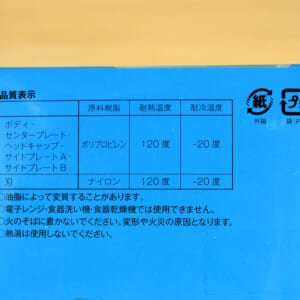 品質表示
原料樹脂 耐熱温度 耐冷温度
ボディ・
センタープレート・
ヘッドキャップ・
サイドプレートA・
サイドプレートB
ポリプロピレン 120度 -20度
刃 ナイロン 120度 -20度
○油脂によって変質することがあります。
○電子レンジ・食器洗い機・食器乾燥機では使用できません。
○火のそばに置かないでください。変形や火災の原因となります。
○熱湯は使用しないでください。
紙
外箱
プラ
袋:P